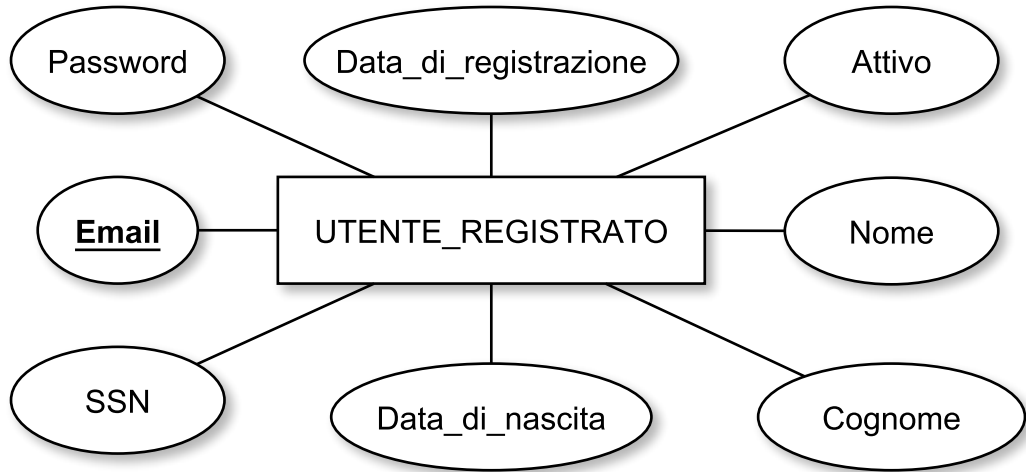 Password
Data_di_registrazione
Attivo
Email
UTENTE_REGISTRATO
Nome
SSN
Data_di_nascita
Cognome